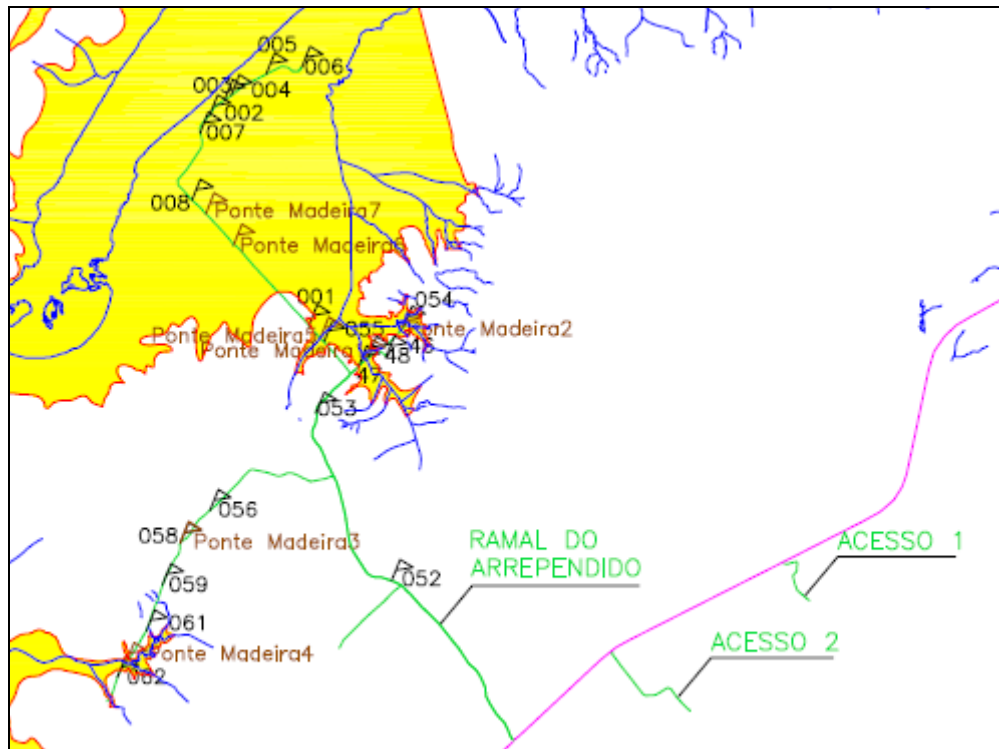 005
006
003
004
002
007
008
Ponte Madeira7
Ponte Madeira6
001
054
055
Ponte Madeira2
Ponte Madeira5
Ponte Madeira
48
47
053
056
058
Ponte Madeira3
059
052
RAMAL DO
ARREPENDIDO
ACESSO 1
061
Ponte Madeira4
062
ACESSO 2